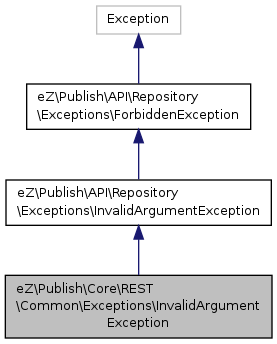 Exception
eZ\Publish\API\Repository
\Exceptions\ForbiddenException
eZ\Publish\API\Repository
\Exceptions\InvalidArgumentException
eZ\Publish\Core\REST
\Common\Exceptions\InvalidArgument
Exception